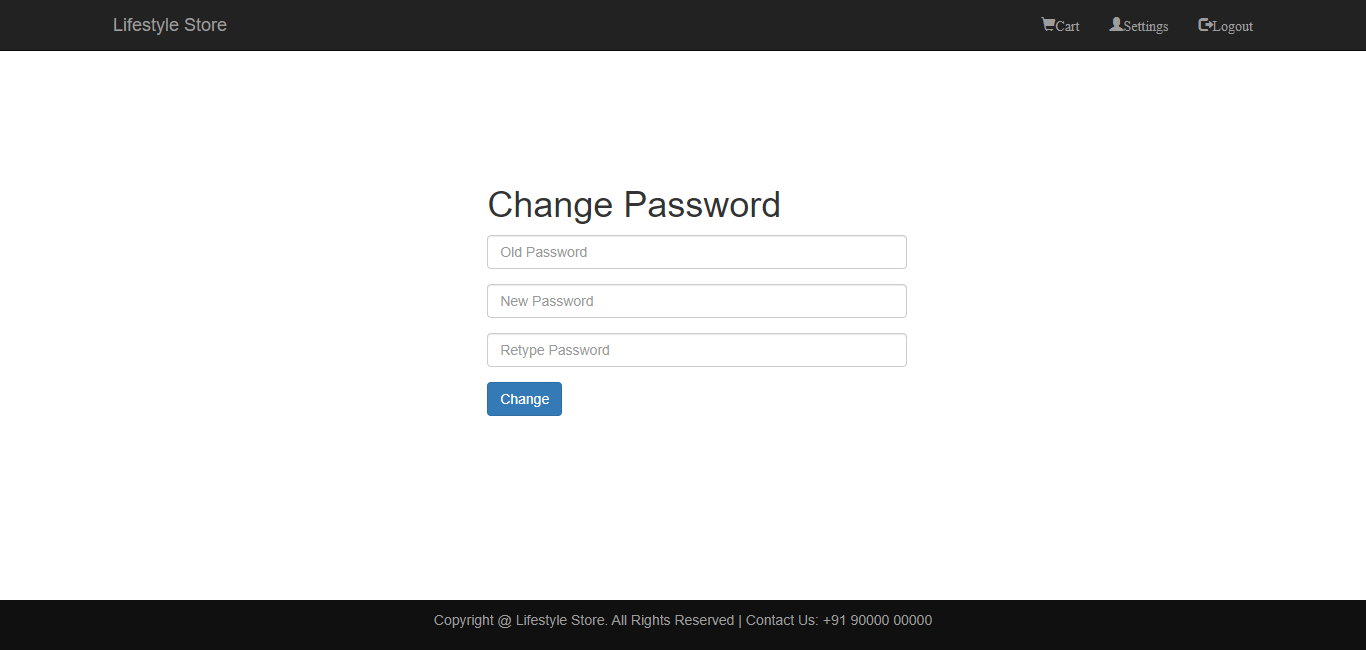 Lifestyle Store Cart Settings Logout
Change Password
Old Password
New Password
Retype Password
Change
Copyright @ Lifestyle Store. All Rights Reserved | Contact Us: +91 90000 00000